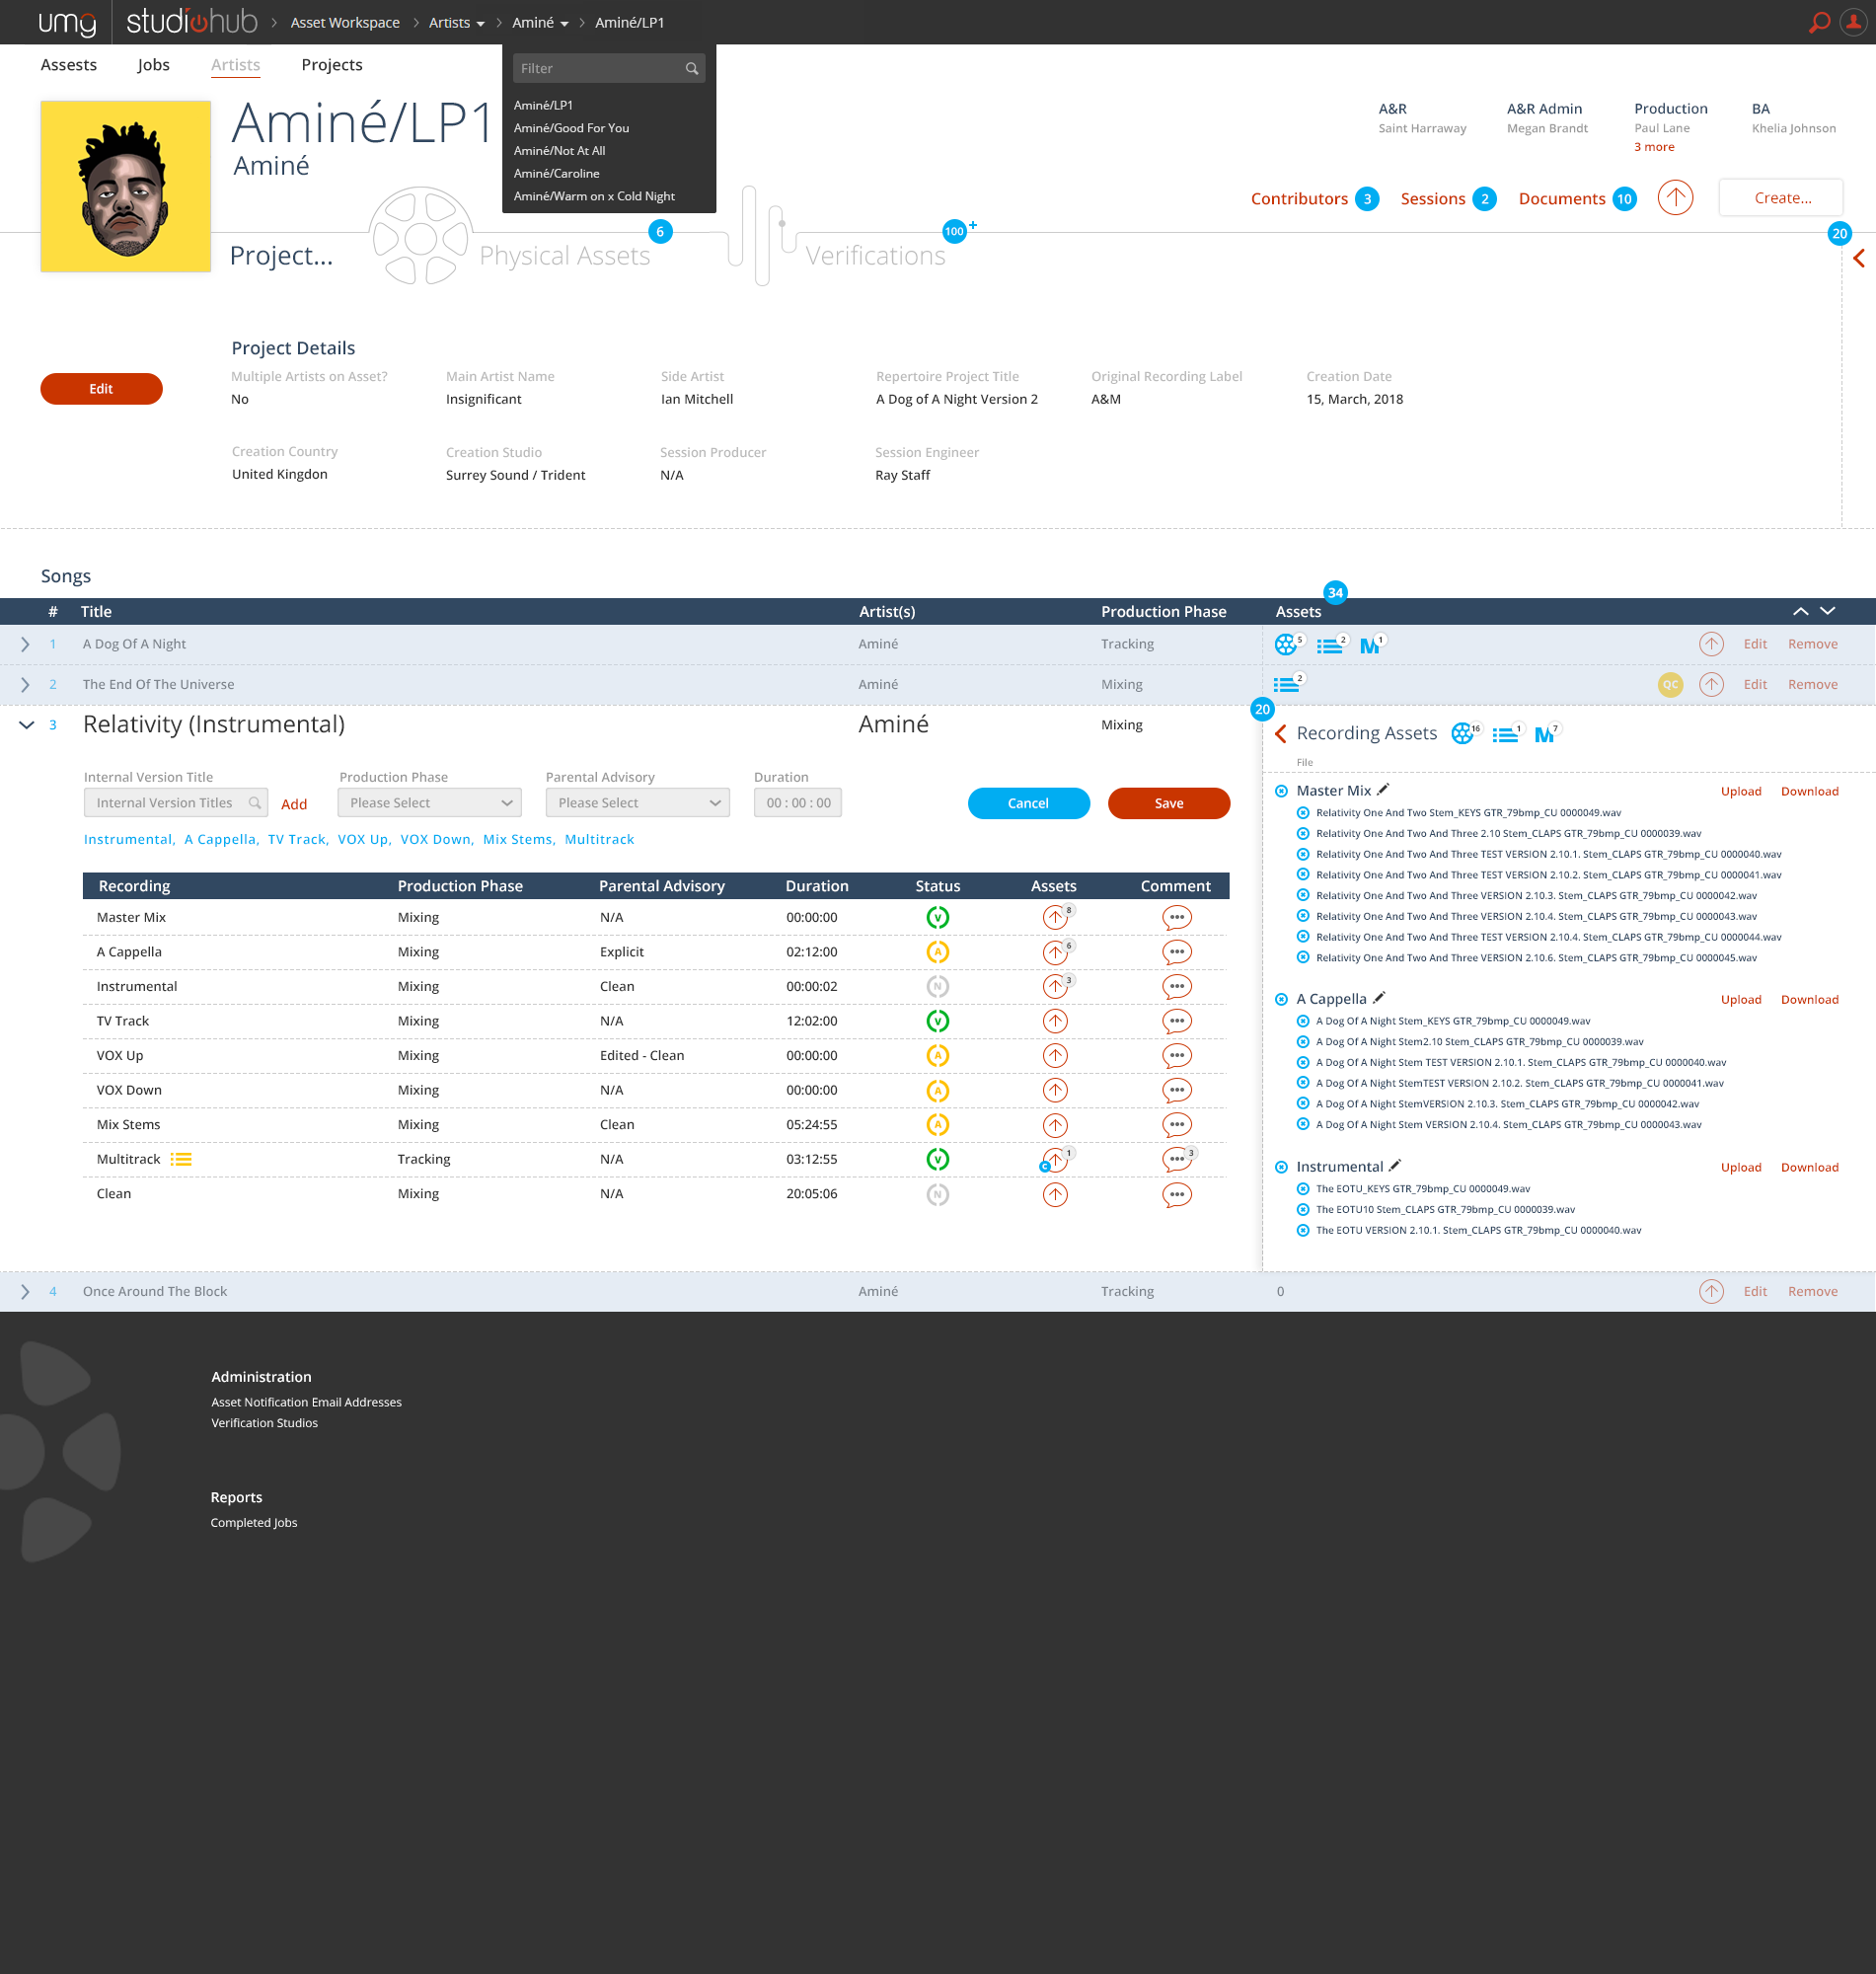 umg studiohub > Asset Workspace > Artists > Aminé > Aminé/LP1
Assests Jobs Artists Projects
Filter
Aminé/LP1
Aminé/Good For You
Aminé/Not At All
Aminé/Caroline
Aminé/Warm on x Cold Night
Aminé/LP1
Aminé
A&R A&R Admin Production BA
Saint Harraway Megan Brandt Paul Lane Khelia Johnson
3 more
Contributors 3 Sessions 2 Documents 10 Create...
Project... Physical Assets 6 Verifications 100+ 20
Project Details
Edit
Multiple Artists on Asset? Main Artist Name Side Artist Repertoire Project Title Original Recording Label Creation Date
No Insignificant Ian Mitchell A Dog of A Night Version 2 A&M 15, March, 2018
Creation Country Creation Studio Session Producer Session Engineer
United Kingdon Surrey Sound / Trident N/A Ray Staff
Songs
# Title Artist(s) Production Phase Assets 34
1 A Dog Of A Night Aminé Tracking 5 2 M 1 Edit Remove
2 The End Of The Universe Aminé Mixing 2 QC Edit Remove
3 Relativity (Instrumental) Aminé Mixing 20
Internal Version Title Production Phase Parental Advisory Duration
Internal Version Titles Add Please Select Please Select 00 : 00 : 00 Cancel Save
Instrumental, A Cappella, TV Track, VOX Up, VOX Down, Mix Stems, Multitrack
Recording Production Phase Parental Advisory Duration Status Assets Comment
Master Mix Mixing N/A 00:00:00 V 8
A Cappella Mixing Explicit 02:12:00 A 6
Instrumental Mixing Clean 00:00:02 N 3
TV Track Mixing N/A 12:02:00 V
VOX Up Mixing Edited - Clean 00:00:00 A
VOX Down Mixing N/A 00:00:00 A
Mix Stems Mixing Clean 05:24:55 A
Multitrack Tracking N/A 03:12:55 V C 1 3
Clean Mixing N/A 20:05:06 N
Recording Assets 16 1 M 7
File
Master Mix Upload Download
Relativity One And Two Stem_KEYS GTR_79bmp_CU 0000049.wav
Relativity One And Two And Three 2.10 Stem_CLAPS GTR_79bmp_CU 0000039.wav
Relativity One And Two And Three TEST VERSION 2.10.1. Stem_CLAPS GTR_79bmp_CU 0000040.wav
Relativity One And Two And Three TEST VERSION 2.10.2. Stem_CLAPS GTR_79bmp_CU 0000041.wav
Relativity One And Two And Three VERSION 2.10.3. Stem_CLAPS GTR_79bmp_CU 0000042.wav
Relativity One And Two And Three VERSION 2.10.4. Stem_CLAPS GTR_79bmp_CU 0000043.wav
Relativity One And Two And Three TEST VERSION 2.10.4. Stem_CLAPS GTR_79bmp_CU 0000044.wav
Relativity One And Two And Three VERSION 2.10.6. Stem_CLAPS GTR_79bmp_CU 0000045.wav
A Cappella Upload Download
A Dog Of A Night Stem_KEYS GTR_79bmp_CU 0000049.wav
A Dog Of A Night Stem2.10 Stem_CLAPS GTR_79bmp_CU 0000039.wav
A Dog Of A Night Stem TEST VERSION 2.10.1. Stem_CLAPS GTR_79bmp_CU 0000040.wav
A Dog Of A Night StemTEST VERSION 2.10.2. Stem_CLAPS GTR_79bmp_CU 0000041.wav
A Dog Of A Night StemVERSION 2.10.3. Stem_CLAPS GTR_79bmp_CU 0000042.wav
A Dog Of A Night Stem VERSION 2.10.4. Stem_CLAPS GTR_79bmp_CU 0000043.wav
Instrumental Upload Download
The EOTU_KEYS GTR_79bmp_CU 0000049.wav
The EOTU10 Stem_CLAPS GTR_79bmp_CU 0000039.wav
The EOTU VERSION 2.10.1. Stem_CLAPS GTR_79bmp_CU 0000040.wav
4 Once Around The Block Aminé Tracking 0 Edit Remove
Administration
Asset Notification Email Addresses
Verification Studios
Reports
Completed Jobs